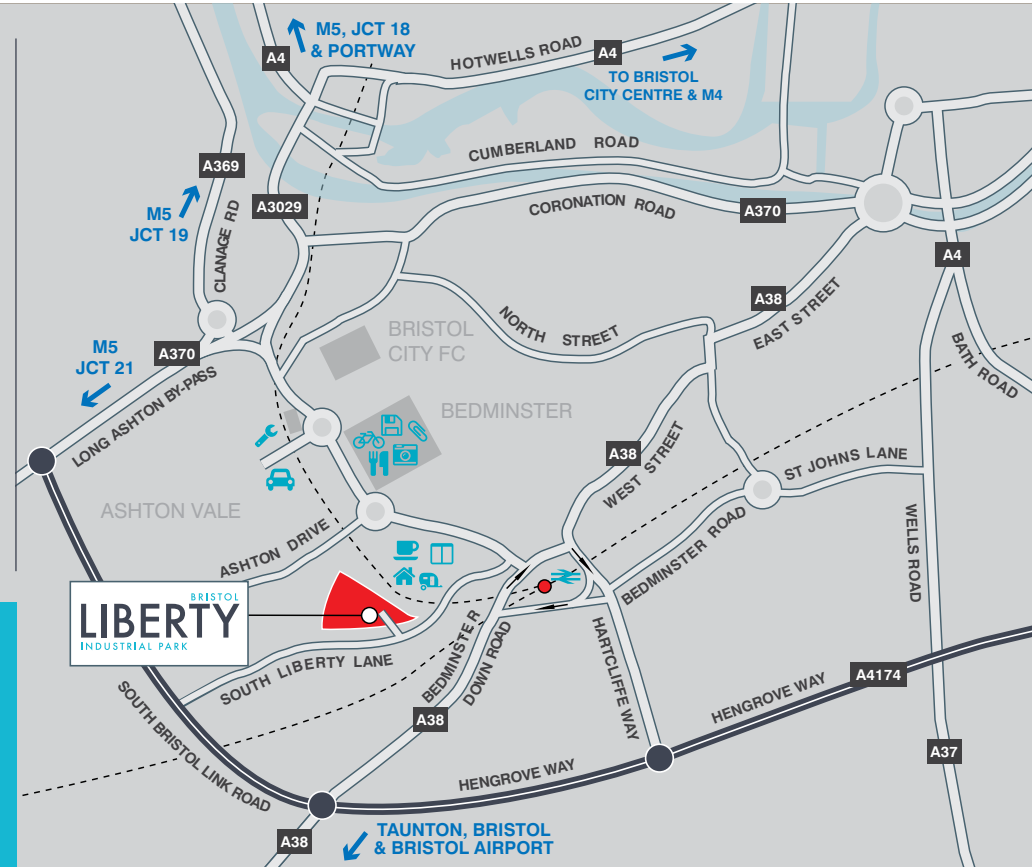 M5, JCT 18
& PORTWAY
A4
HOTWELLS ROAD
A4
TO BRISTOL
CITY CENTRE & M4
A369
CUMBERLAND ROAD
M5
JCT 19
A3029
CLANAGE RD
CORONATION ROAD
A370
A4
A38
EAST STREET
NORTH STREET
BRISTOL
CITY FC
BATH ROAD
M5
JCT 21
A370
LONG ASHTON BY-PASS
BEDMINSTER
A38
WEST STREET
ST JOHNS LANE
ASHTON VALE
ASHTON DRIVE
BEDMINSTER ROAD
WELLS ROAD
BRISTOL
LIBERTY
INDUSTRIAL PARK
SOUTH LIBERTY LANE
BEDMINSTER
DOWN ROAD
HARTCLIFFE WAY
A4174
HENGROVE WAY
SOUTH BRISTOL LINK ROAD
A38
A37
HENGROVE WAY
A38
TAUNTON, BRISTOL
& BRISTOL AIRPORT